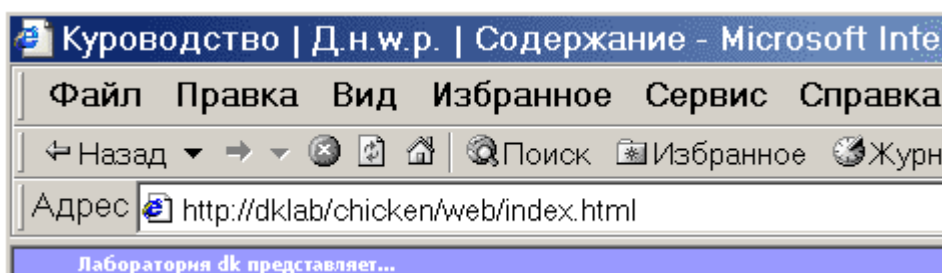 Куроводство | Д.н.w.р. | Содержание - Microsoft Inte
Файл Правка Вид Избранное Сервис Справка
Назад Поиск Избранное Журн
Адрес http://dklab/chicken/web/index.html
Лаборатория dk представляет...